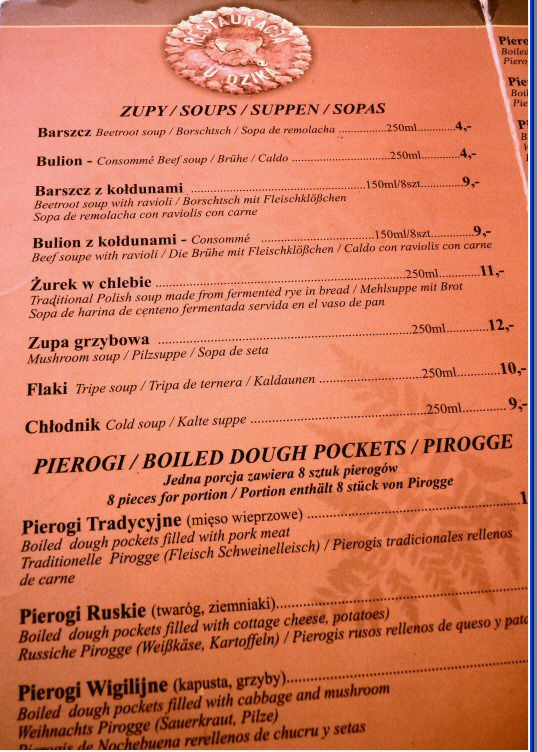 RESTAURACJA
U DZIKA
ZUPY / SOUPS / SUPPEN / SOPAS
Barszcz Beetroot soup / Borschtsch / Sopa de remolacha ..................250ml............4,-
Bulion - Consommé Beef soup / Brühe / Caldo ..............................250ml............4,-
Barszcz z kołdunami ..................................................150ml/8szt............9,-
Beetroot soup with ravioli / Borschtsch mit Fleischklößchen
Sopa de remolacha con raviolis con carne
Bulion z kołdunami - Consommé ................................150ml/8szt............9,-
Beef soupe with ravioli / Die Brühe mit Fleischklößchen / Caldo con raviolis con carne
Żurek w chlebie ............................................................250ml............11,-
Traditional Polish soup made from fermented rye in bread / Mehlsuppe mit Brot
Sopa de harina de centeno fermentada servida en el vaso de pan
Zupa grzybowa ............................................................250ml............12,-
Mushroom soup / Pilzsuppe / Sopa de seta
Flaki Tripe soup / Tripa de ternera / Kaldaunen ..........................250ml............10,-
Chłodnik Cold soup / Kalte suppe ..........................................250ml............9,-
PIEROGI / BOILED DOUGH POCKETS / PIROGGE
Jedna porcja zawiera 8 sztuk pierogów
8 pieces for portion / Portion enthält 8 stück von Pirogge
Pierogi Tradycyjne (mięso wieprzowe) ..................................................1
Boiled dough pockets filled with pork meat
Traditionelle Pirogge (Fleisch Schweinelleisch) / Pierogis tradicionales rellenos
de carne
Pierogi Ruskie (twaróg, ziemniaki)..................................................
Boiled dough pockets filled with cottage cheese, potatoes)
Russiche Pirogge (Weißkäse, Kartoffeln) / Pierogis rusos rellenos de queso y pata
Pierogi Wigilijne (kapusta, grzyby)..................................................
Boiled dough pockets filled with cabbage and mushroom
Weihnachts Pirogge (Sauerkraut, Pilze)
Pierogis de Nochebuena rerellenos de chucru y setas
Piero
Boiled
Pierog
Pie
Boil
Pie